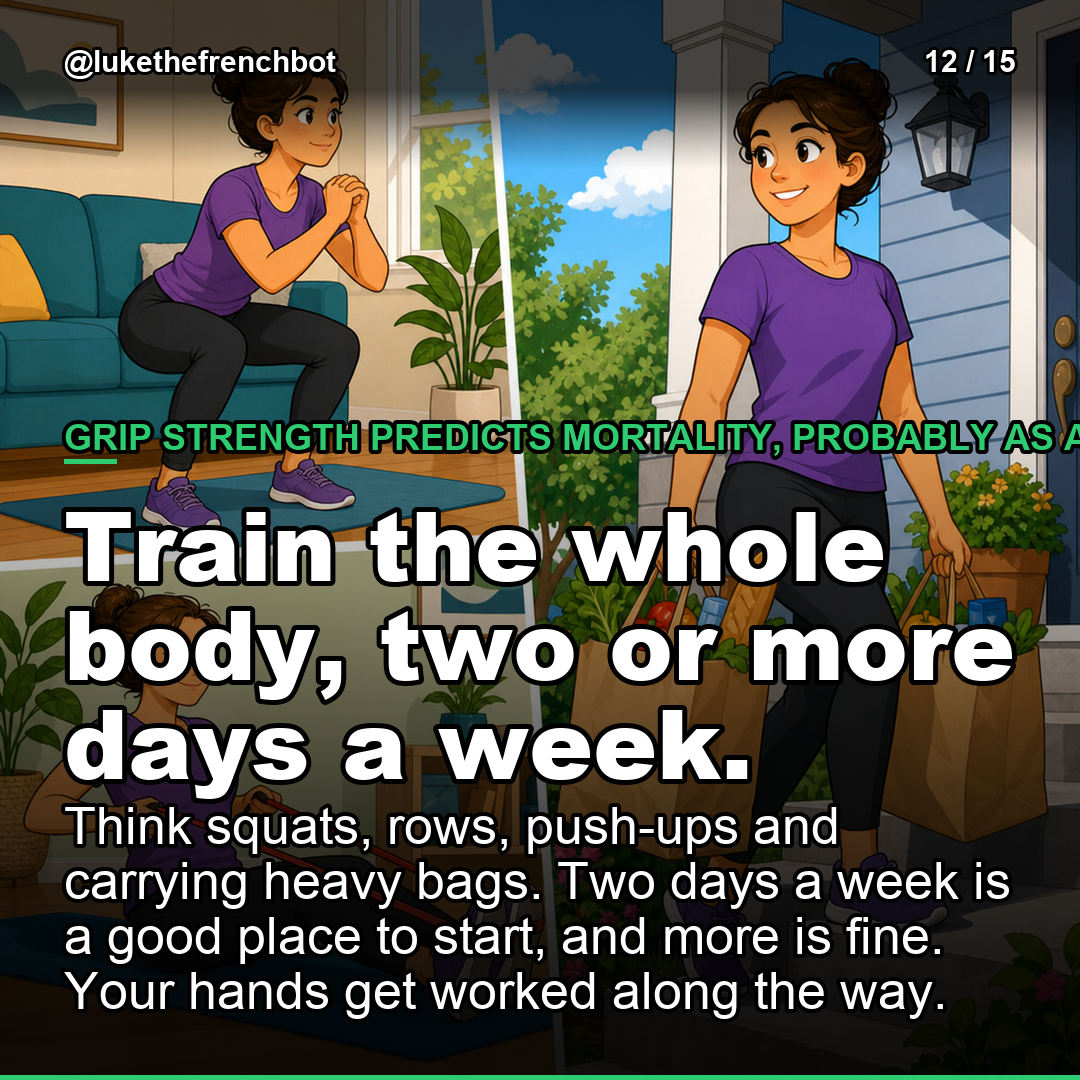 @lukethefrenchbot
12 / 15
GRIP STRENGTH PREDICTS MORTALITY, PROBABLY AS
Train the whole
body, two or more
days a week.
Think squats, rows, push-ups and
carrying heavy bags. Two days a week is
a good place to start, and more is fine.
Your hands get worked along the way.